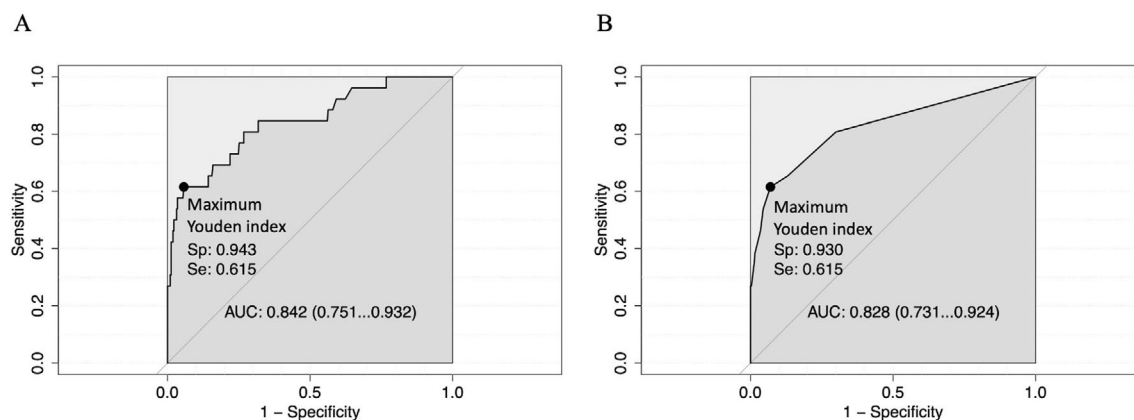 A
B
1.0
0.8
0.6
0.4
0.2
0.0
Sensitivity
Maximum
Youden index
Sp: 0.943
Se: 0.615
AUC: 0.842 (0.751...0.932)
0.0
0.5
1.0
1 − Specificity
1.0
0.8
0.6
0.4
0.2
0.0
Sensitivity
Maximum
Youden index
Sp: 0.930
Se: 0.615
AUC: 0.828 (0.731...0.924)
0.0
0.5
1.0
1 − Specificity